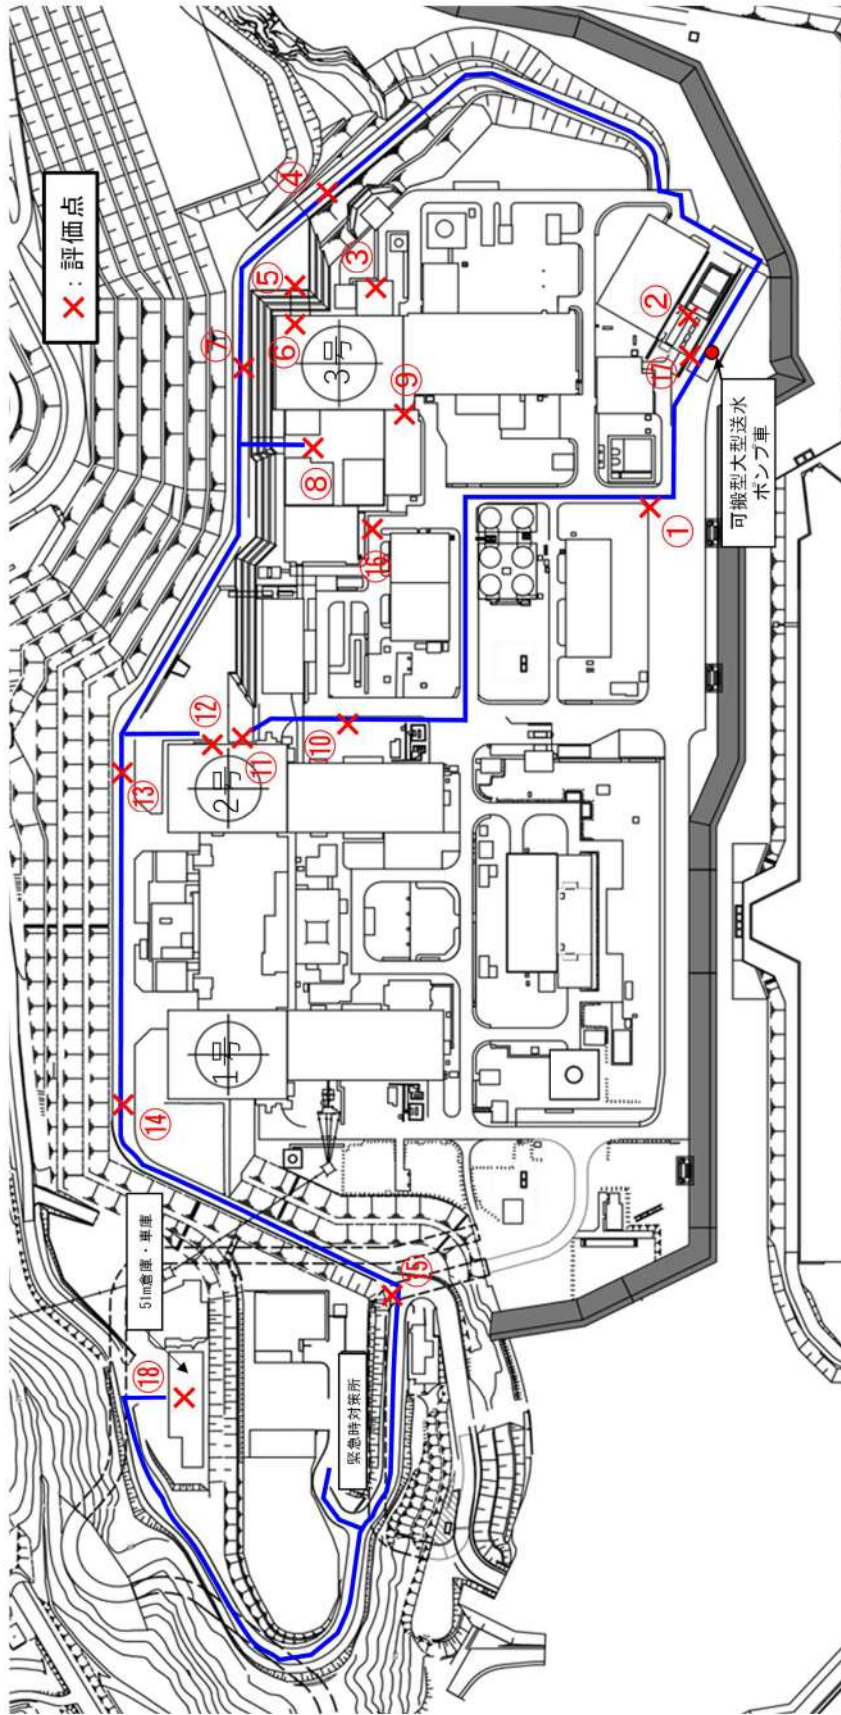 ×：評価点
④
⑤
③
⑦
⑥
3号
②
⑨
⑰
⑧
可搬型大型送水
ポンプ車
⑯
①
⑫
⑩
⑪
2号
⑬
1号
⑭
51m倉庫・車庫
⑮
⑱
緊急時対策所